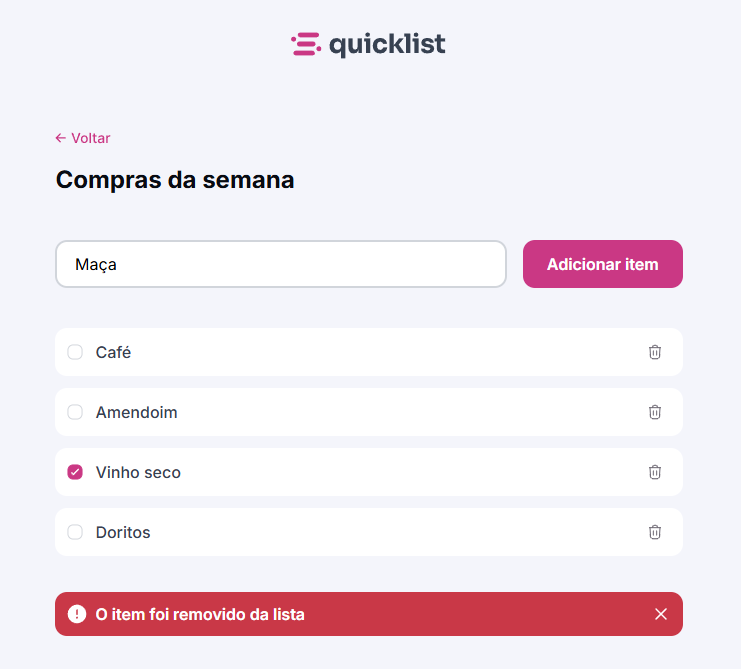 quicklist
← Voltar
Compras da semana
Maça
Adicionar item
Café
Amendoim
Vinho seco
Doritos
O item foi removido da lista